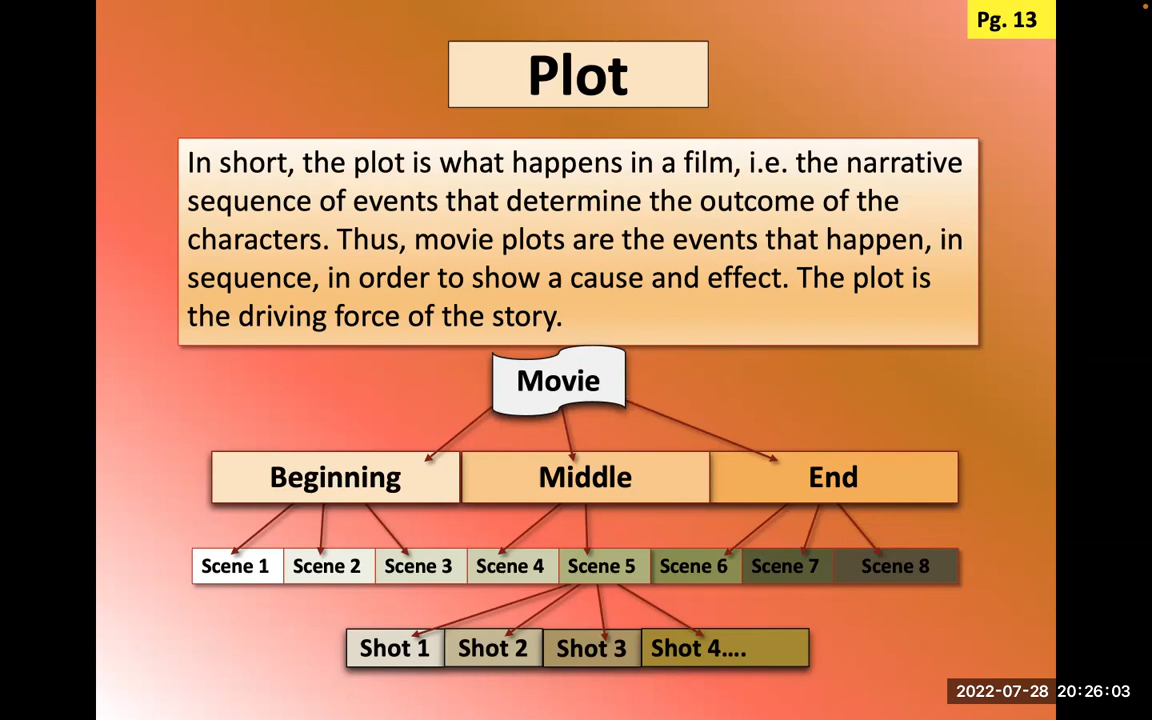 Pg. 13
Plot
In short, the plot is what happens in a film, i.e. the narrative
sequence of events that determine the outcome of the
characters. Thus, movie plots are the events that happen, in
sequence, in order to show a cause and effect. The plot is
the driving force of the story.
Movie
Beginning Middle End
Scene 1 Scene 2 Scene 3 Scene 4 Scene 5 Scene 6 Scene 7 Scene 8
Shot 1 Shot 2 Shot 3 Shot 4....
2022-07-28 20:26:03